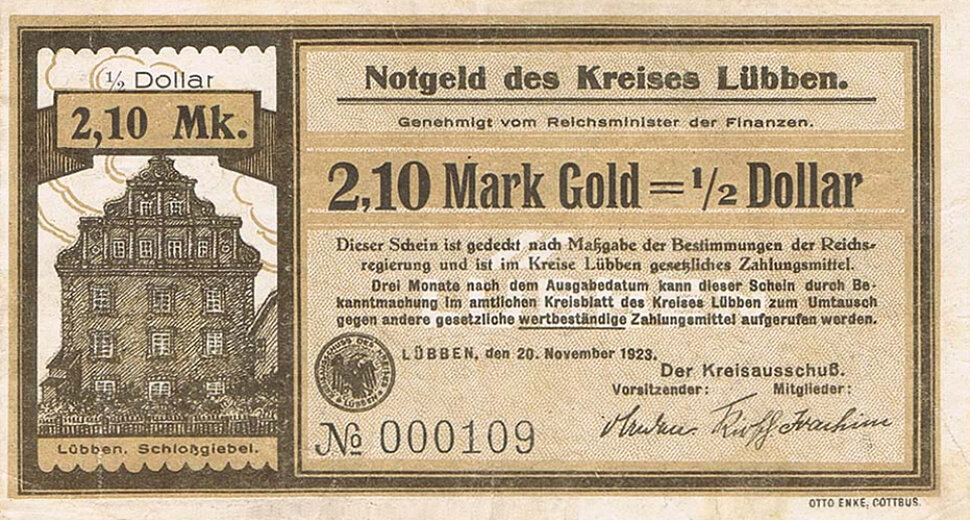 ½ Dollar
2,10 Mk.
Lübben. Schloßgiebel.
Notgeld des Kreises Lübben.
Genehmigt vom Reichsminister der Finanzen.
2,10 Mark Gold = ½ Dollar
Dieser Schein ist gedeckt nach Maßgabe der Bestimmungen der Reichs-
regierung und ist im Kreise Lübben gesetzliches Zahlungsmittel.
Drei Monate nach dem Ausgabedatum kann dieser Schein durch Be-
kanntmachung im amtlichen Kreisblatt des Kreises Lübben zum Umtausch
gegen andere gesetzliche wertbeständige Zahlungsmittel aufgerufen werden.
LÜBBEN, den 20. November 1923.
Der Kreisausschuß.
Vorsitzender: Mitglieder:
Joachim
№ 000109
OTTO ENKE, COTTBUS.